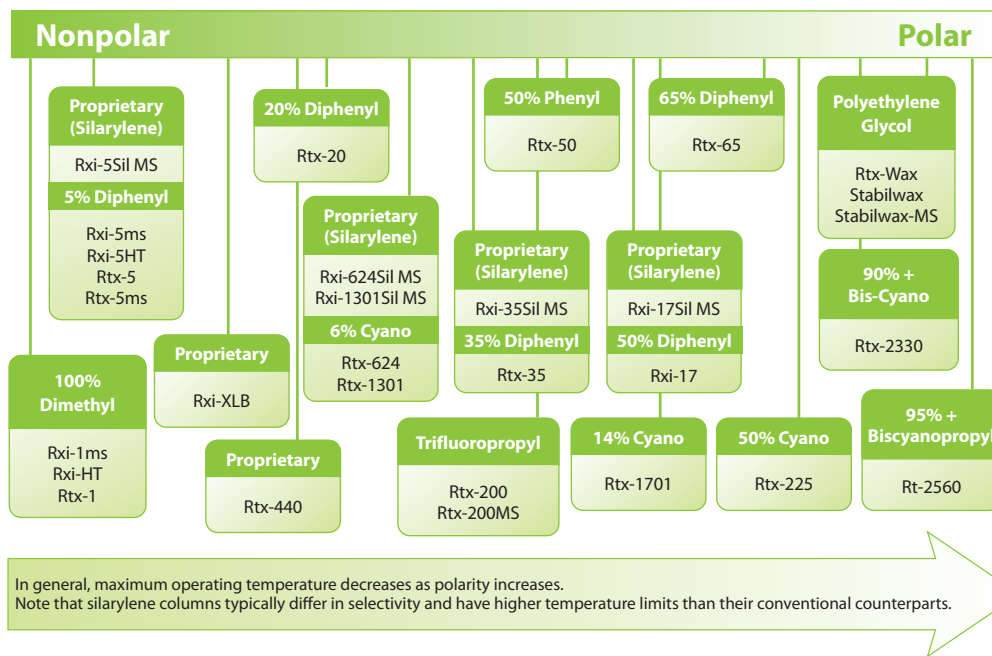 Nonpolar
Polar
Proprietary
(Silarylene)
Rxi-5Sil MS
5% Diphenyl
Rxi-5ms
Rxi-5HT
Rtx-5
Rtx-5ms
20% Diphenyl
Rtx-20
50% Phenyl
Rtx-50
65% Diphenyl
Rtx-65
Polyethylene
Glycol
Rtx-Wax
Stabilwax
Stabilwax-MS
Proprietary
(Silarylene)
Rxi-624Sil MS
Rxi-1301Sil MS
6% Cyano
Rtx-624
Rtx-1301
Proprietary
(Silarylene)
Rxi-35Sil MS
35% Diphenyl
Rtx-35
Proprietary
(Silarylene)
Rxi-17Sil MS
50% Diphenyl
Rxi-17
90% +
Bis-Cyano
Rtx-2330
100%
Dimethyl
Rxi-1ms
Rxi-HT
Rtx-1
Proprietary
Rxi-XLB
Proprietary
Rtx-440
Trifluoropropyl
Rtx-200
Rtx-200MS
14% Cyano
Rtx-1701
50% Cyano
Rtx-225
95% +
Biscyanopropyl
Rt-2560
In general, maximum operating temperature decreases as polarity increases.
Note that silarylene columns typically differ in selectivity and have higher temperature limits than their conventional counterparts.